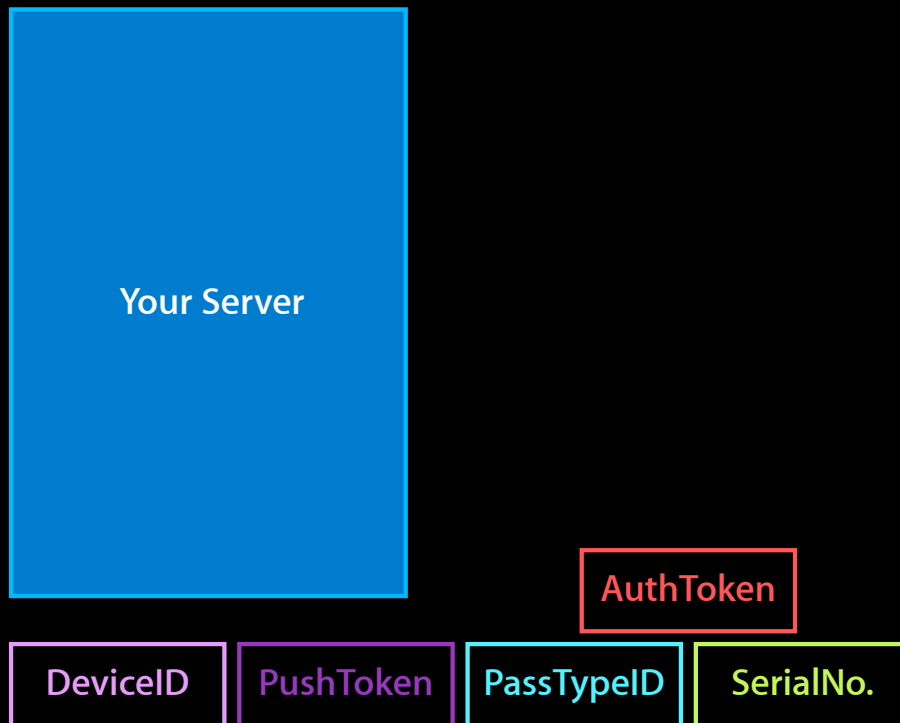 Your Server
AuthToken
DeviceID
PushToken
PassTypeID
SerialNo.